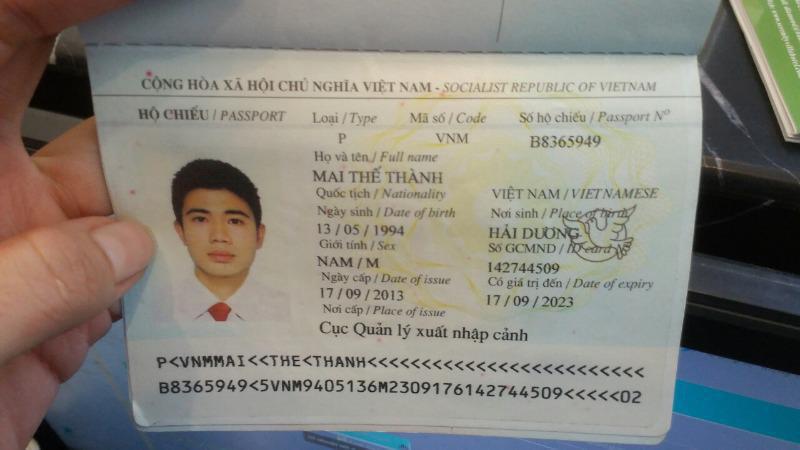 CỘNG HÒA XÃ HỘI CHỦ NGHĨA VIỆT NAM - SOCIALIST REPUBLIC OF VIETNAM
HỘ CHIẾU / PASSPORT Loại / Type Mã số / Code Số hộ chiếu / Passport Nº
P VNM B8365949
Họ và tên / Full name
MAI THẾ THÀNH
Quốc tịch / Nationality VIỆT NAM / VIETNAMESE
Ngày sinh / Date of birth Nơi sinh / Place of birth
13 / 05 / 1994 HẢI DƯƠNG
Giới tính / Sex Số GCMND / ID card
NAM / M 142744509
Ngày cấp / Date of issue Có giá trị đến / Date of expiry
17 / 09 / 2013 17 / 09 / 2023
Nơi cấp / Place of issue
Cục Quản lý xuất nhập cảnh
P<VNMMAI<<THE<THANH<<<<<<<<<<<<<<<<<<<<<<<<<
B8365949<5VNM9405136M2309176142744509<<<<<02